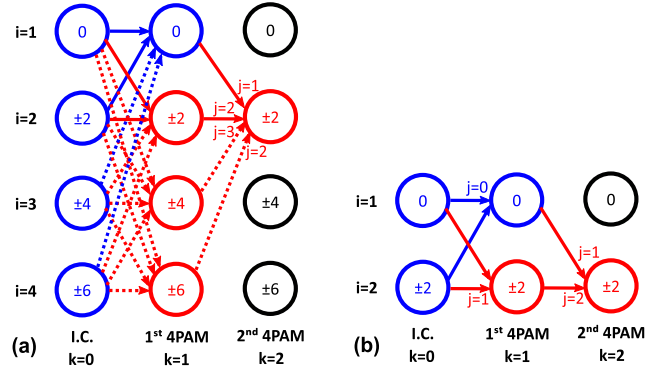 i=1 0 0 0
j=1
i=2 ±2 ±2 j=2 ±2
j=3
j=2
i=3 ±4 ±4 ±4
i=4 ±6 ±6 ±6
I.C. 1st 4PAM 2nd 4PAM
(a) k=0 k=1 k=2
i=1 0 j=0 0 0
j=1
i=2 ±2 j=1 ±2 j=2 ±2
I.C. 1st 4PAM 2nd 4PAM
(b) k=0 k=1 k=2